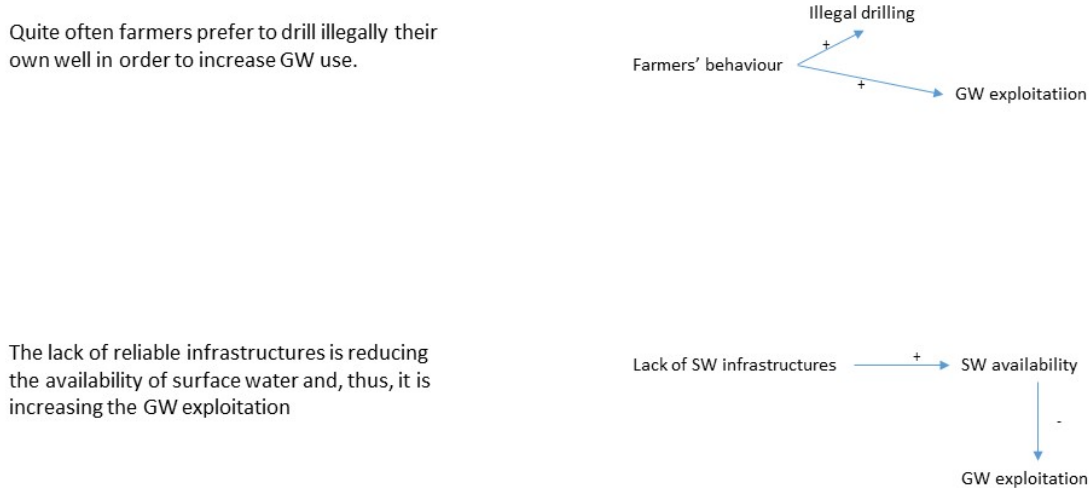 Quite often farmers prefer to drill illegally their
own well in order to increase GW use.
Illegal drilling
+
Farmers' behaviour
+
GW exploitatiion
The lack of reliable infrastructures is reducing
the availability of surface water and, thus, it is
increasing the GW exploitation
Lack of SW infrastructures
+
SW availability
-
GW exploitation